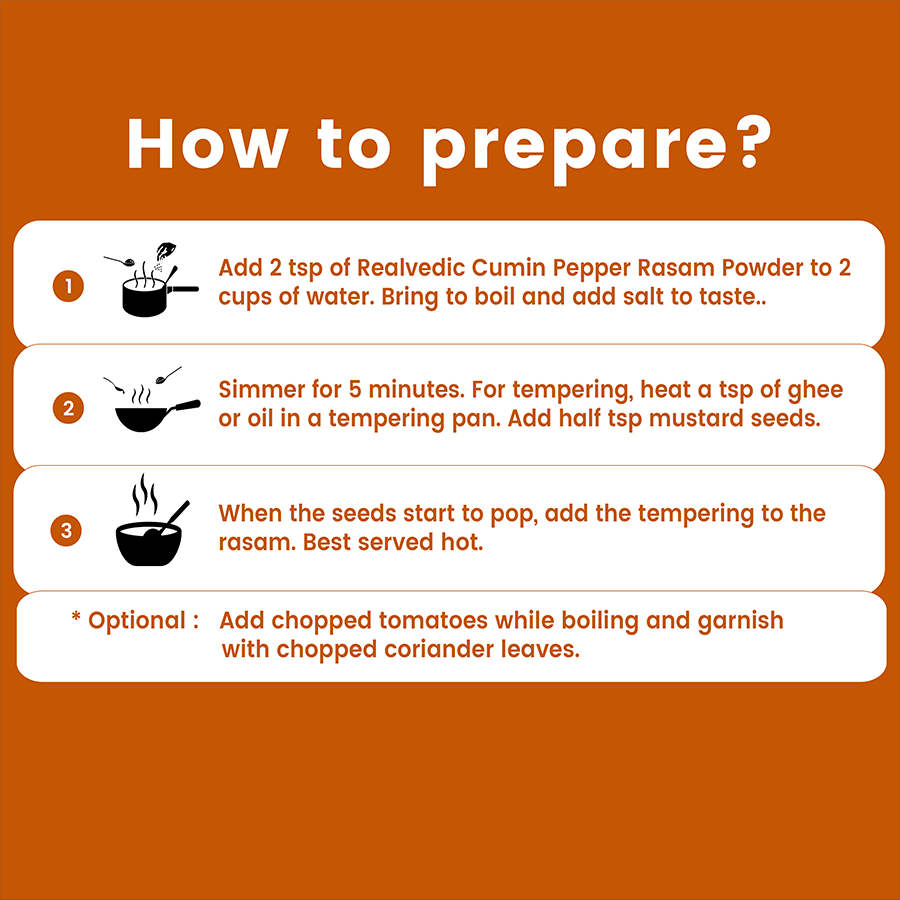 How to prepare?
1
Add 2 tsp of Realvedic Cumin Pepper Rasam Powder to 2
cups of water. Bring to boil and add salt to taste..
2
Simmer for 5 minutes. For tempering, heat a tsp of ghee
or oil in a tempering pan. Add half tsp mustard seeds.
3
When the seeds start to pop, add the tempering to the
rasam. Best served hot.
* Optional : Add chopped tomatoes while boiling and garnish
with chopped coriander leaves.